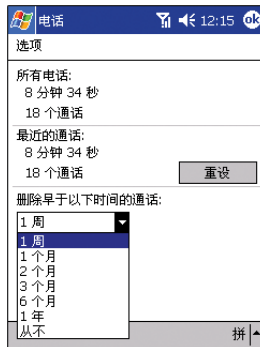 电话 12:15 ok
选项
所有电话:
8 分钟 34 秒
18 个通话
最近的通话:
8 分钟 34 秒
18 个通话 重设
删除早于以下时间的通话:
1 周
1 周
1 个月
2 个月
3 个月
6 个月
1 年
从不
拼